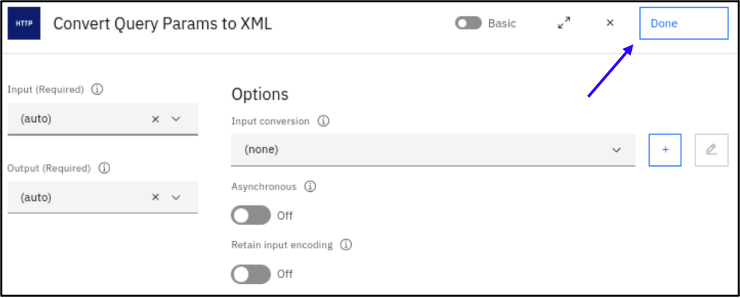 HTTP Convert Query Params to XML Basic Done
Input (Required)
(auto)
Output (Required)
(auto)
Options
Input conversion
(none)
Asynchronous
Off
Retain input encoding
Off